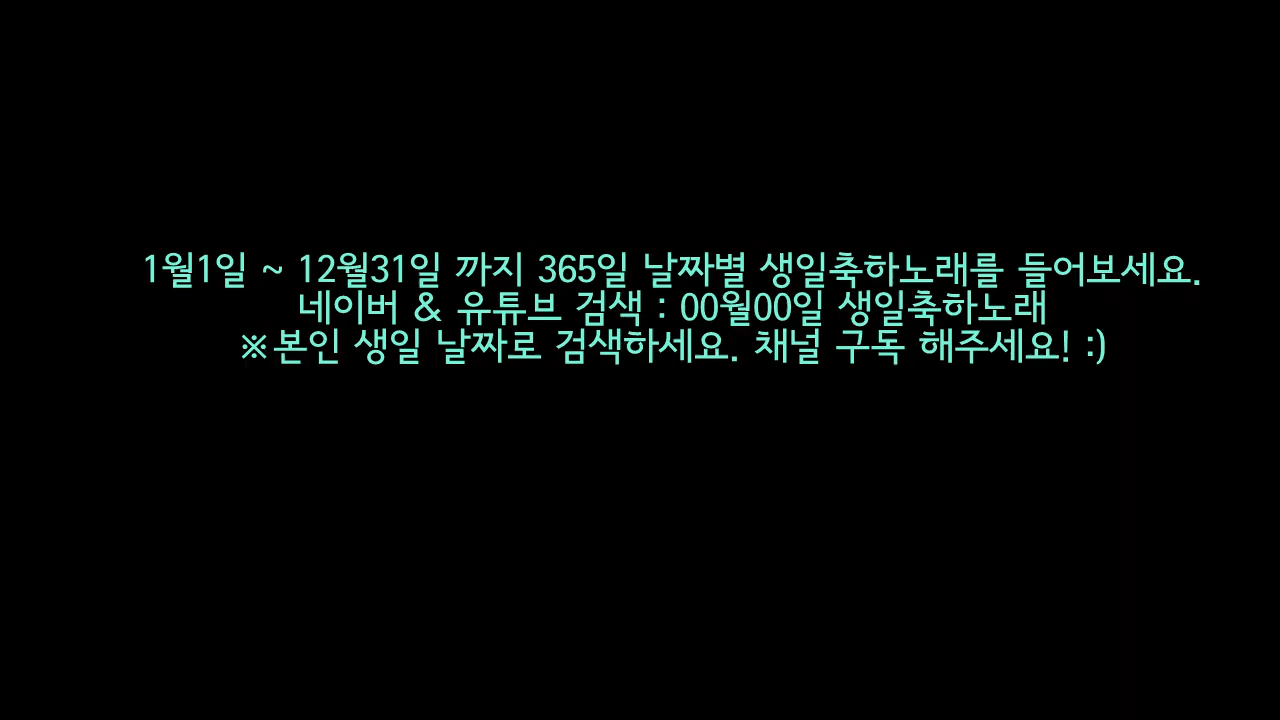 1월1일 ~ 12월31일 까지 365일 날짜별 생일축하노래를 들어보세요.
네이버 & 유튜브 검색 : 00월00일 생일축하노래
※본인 생일 날짜로 검색하세요. 채널 구독 해주세요! :)